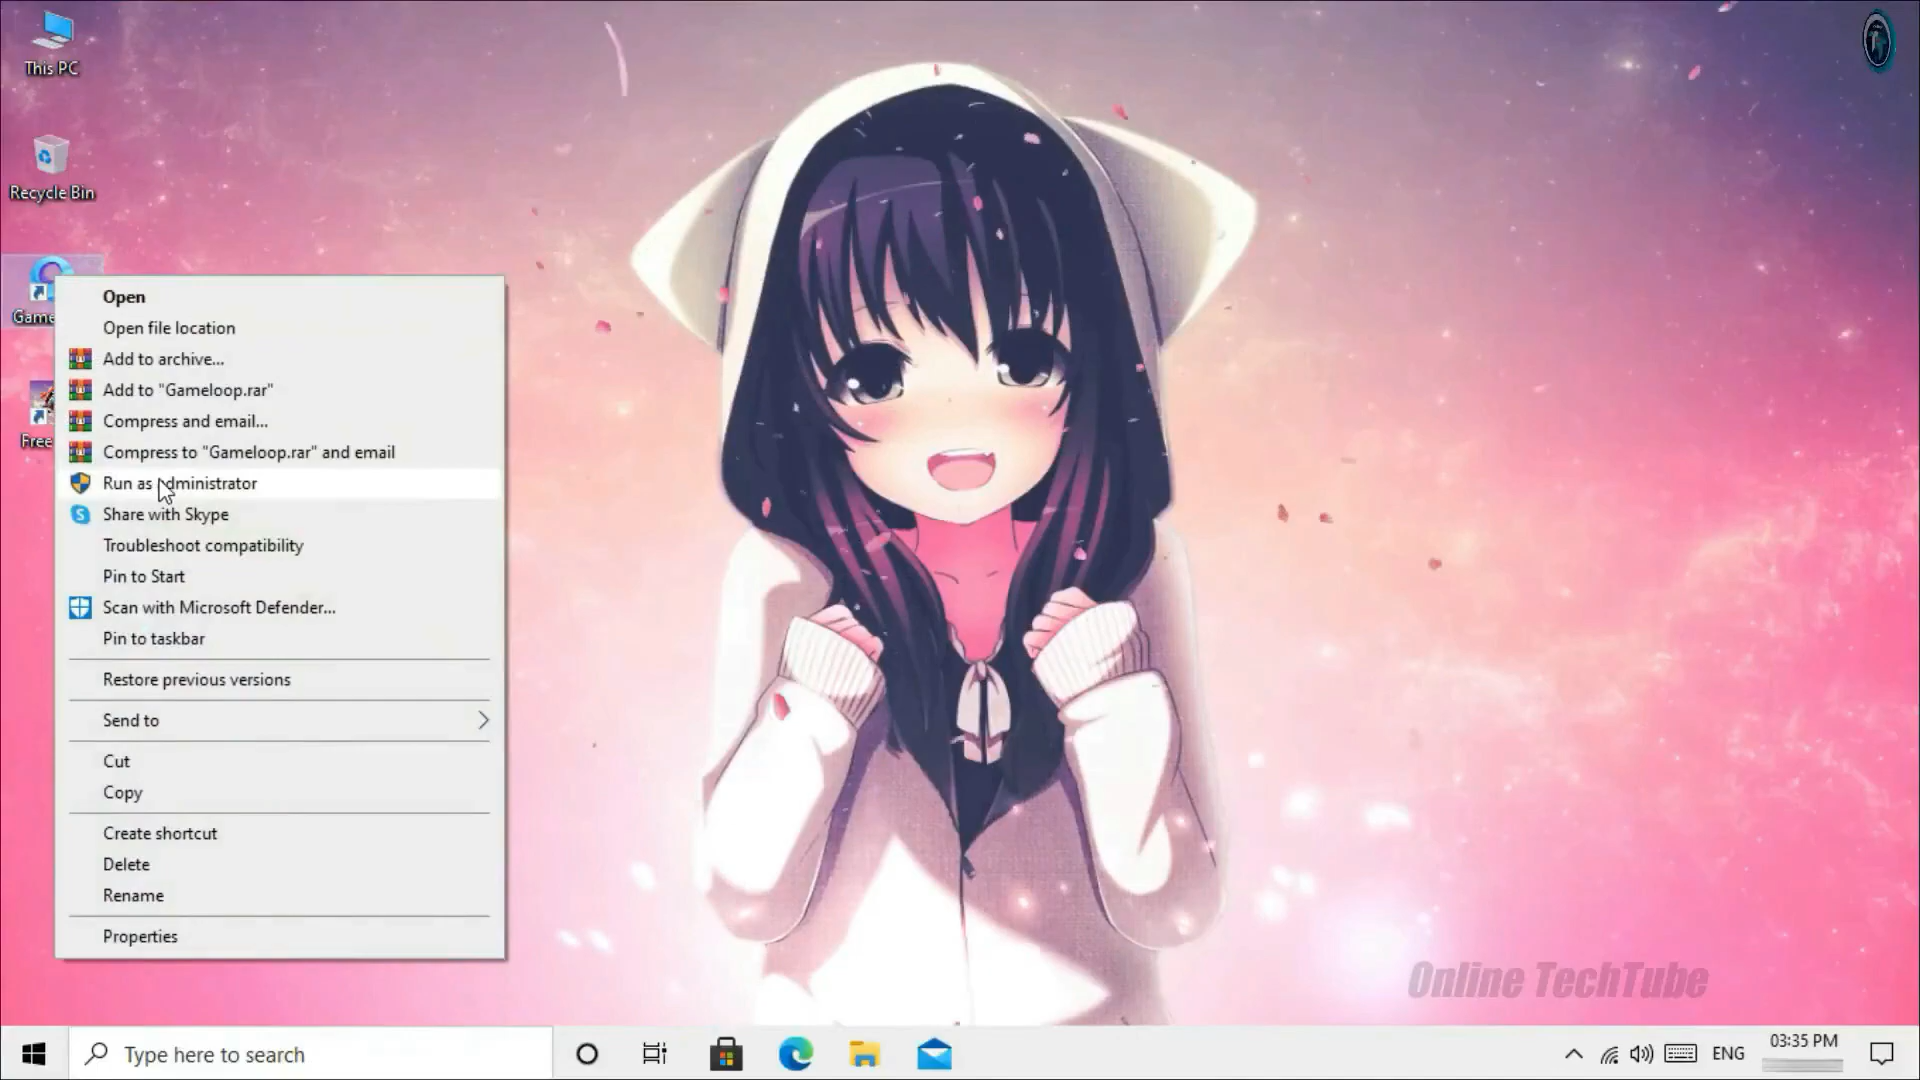 This PC
Recycle Bin
Game
Free
Open
Open file location
Add to archive...
Add to "Gameloop.rar"
Compress and email...
Compress to "Gameloop.rar" and email
Run as administrator
Share with Skype
Troubleshoot compatibility
Pin to Start
Scan with Microsoft Defender...
Pin to taskbar
Restore previous versions
Send to
Cut
Copy
Create shortcut
Delete
Rename
Properties
Online TechTube
Type here to search
ENG
03:35 PM